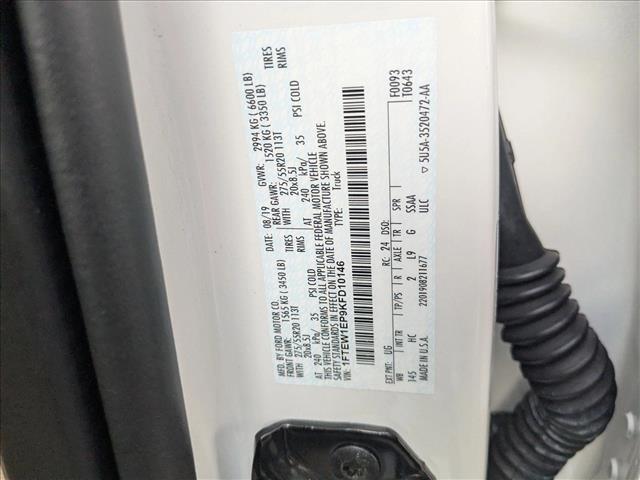 MFD. BY FORD MOTOR CO.
DATE: 08/19 GVWR: 2994 KG ( 6600 LB)
FRONT GAWR: 1565 KG ( 3450 LB) REAR GAWR: 1520 KG ( 3350 LB)
WITH 275/55R20 113T TIRES WITH 275/55R20 113T TIRES
20x8.5J RIMS 20x8.5J RIMS
AT 240 kPa/ 35 PSI COLD AT 240 kPa/ 35 PSI COLD
THIS VEHICLE CONFORMS TO ALL APPLICABLE FEDERAL MOTOR VEHICLE
SAFETY STANDARDS IN EFFECT ON THE DATE OF MANUFACTURE SHOWN ABOVE.
VIN: 1FTEW1EP9KFD10146 TYPE: Truck
F0093
T0643
EXT PNT: UG RC: 24 DSO:
WB INT TR TP/PS R AXLE TR SPR
145 HC 2 L9 G SSAA
MADE IN U.S.A. 2201908211677 ULC
▽ 5U5A-3520472-AA